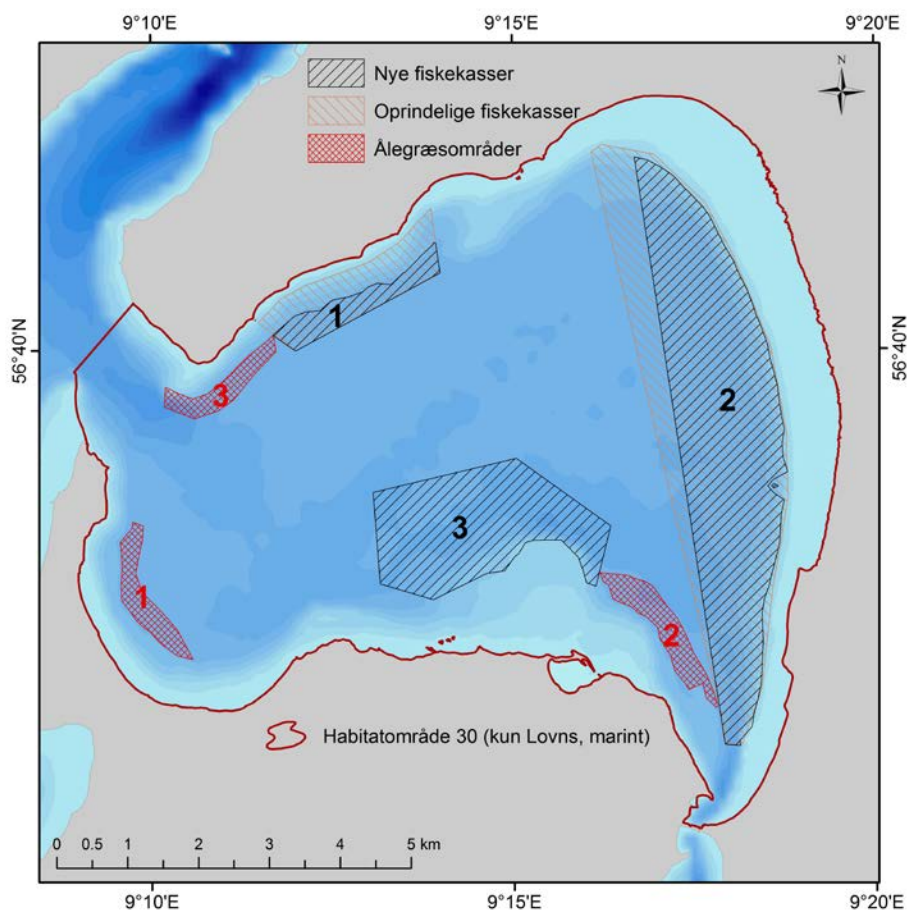 9°10'E 9°15'E 9°20'E
N
Nye fiskekasser
Oprindelige fiskekasser
Ålegræsområder
56°40'N 56°40'N
1
3
2
3
1
2
Habitatområde 30 (kun Lovns, marint)
0 0.5 1 2 3 4 5 km
9°10'E 9°15'E 9°20'E